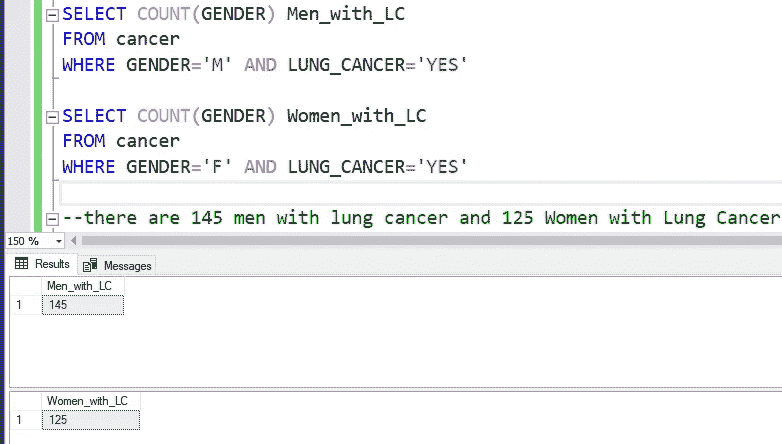 SELECT COUNT(GENDER) Men_with_LC
FROM cancer
WHERE GENDER='M' AND LUNG_CANCER='YES'
SELECT COUNT(GENDER) Women_with_LC
FROM cancer
WHERE GENDER='F' AND LUNG_CANCER='YES'
--there are 145 men with lung cancer and 125 Women with Lung Cancer
150 %
Results Messages
Men_with_LC
1 145
Women_with_LC
1 125